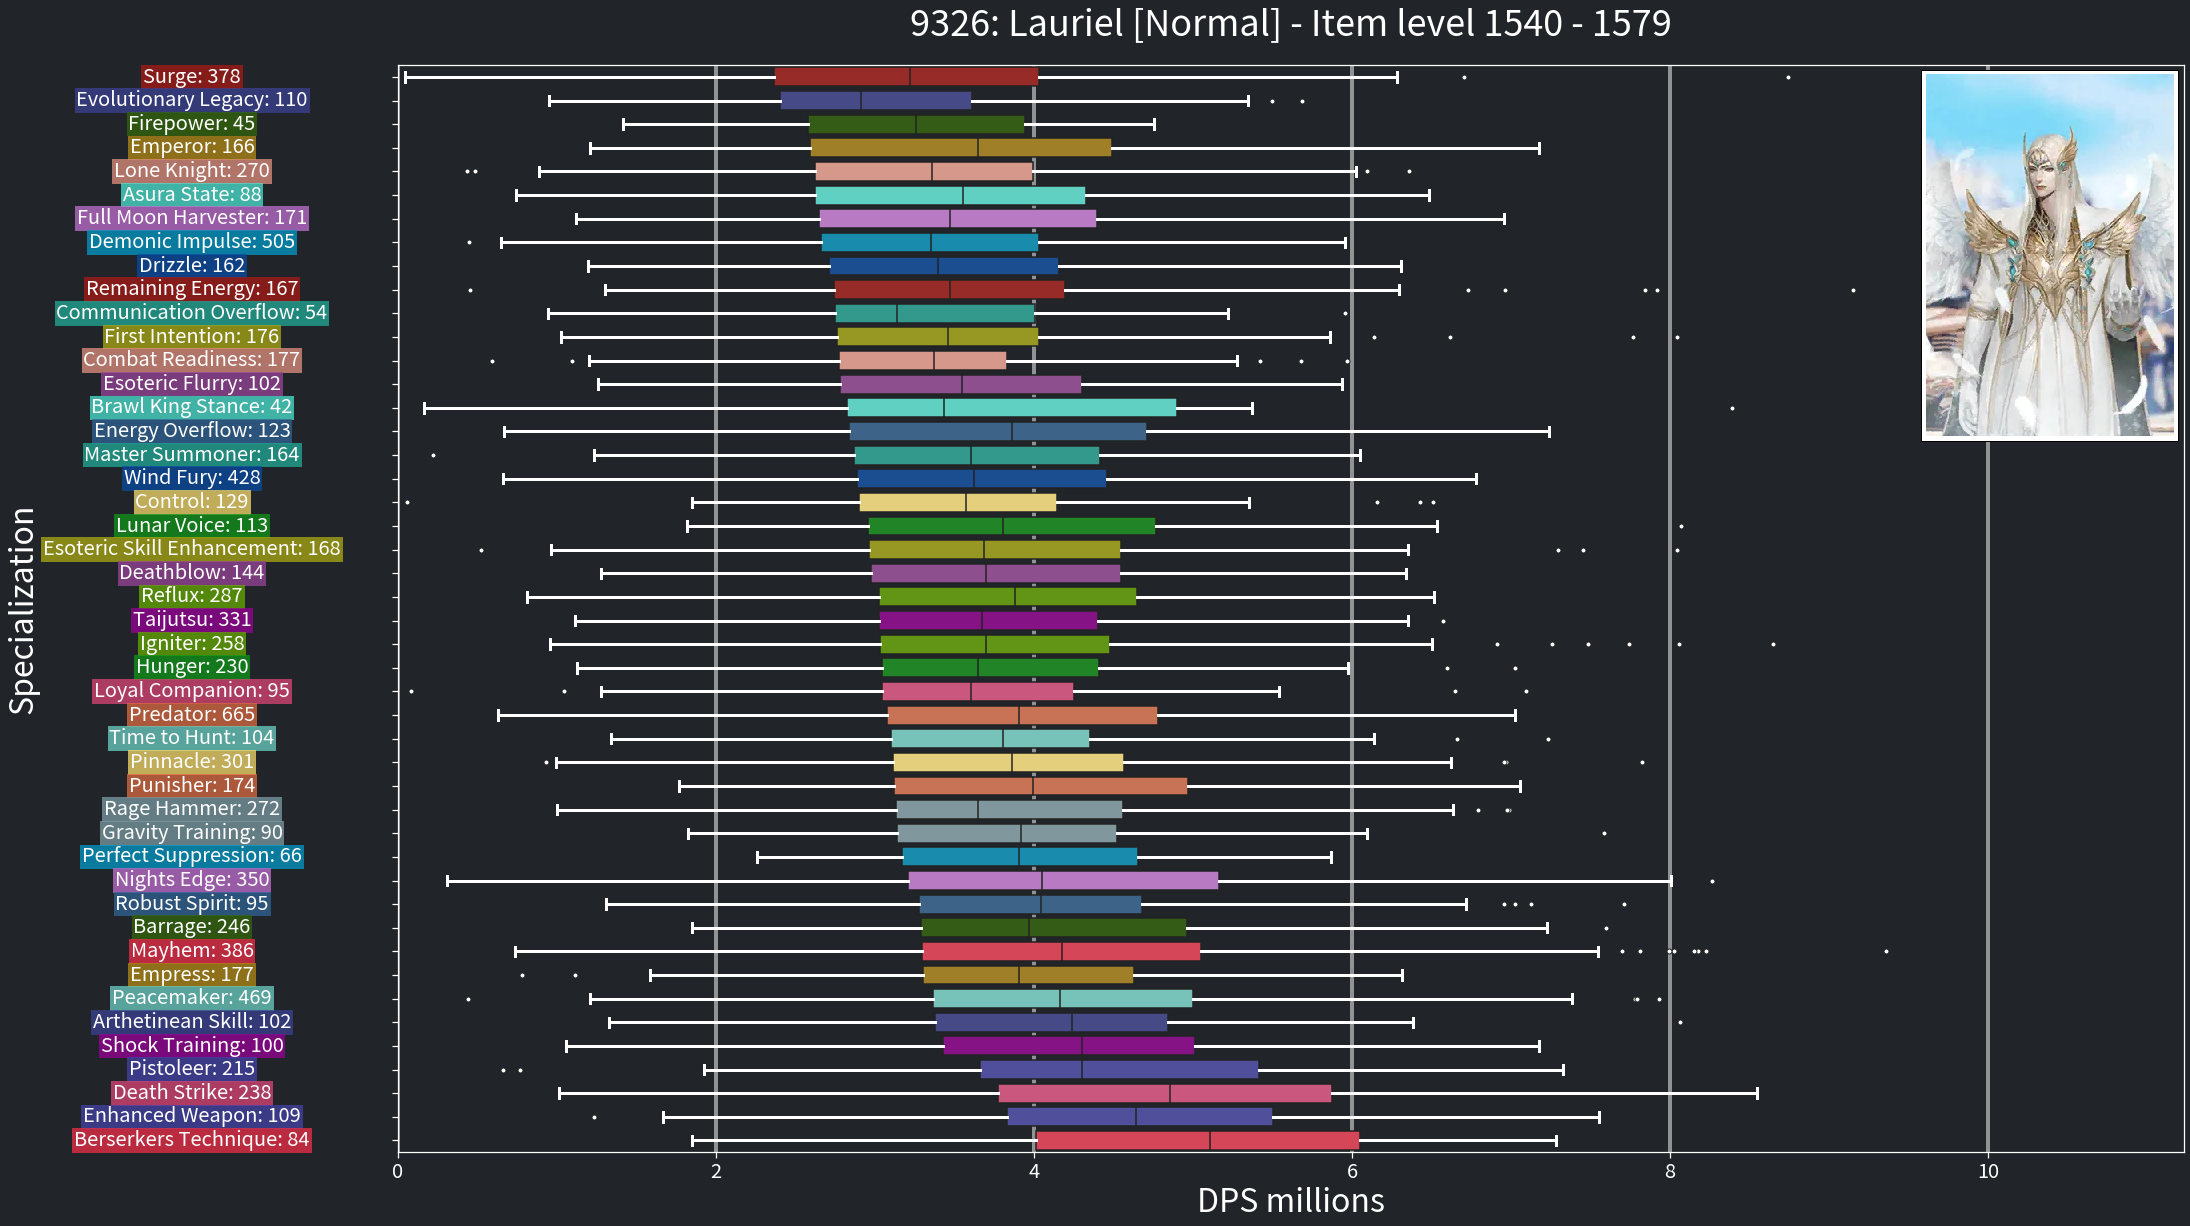 9326: Lauriel [Normal] - Item level 1540 - 1579
Surge: 378
Evolutionary Legacy: 110
Firepower: 45
Emperor: 166
Lone Knight: 270
Asura State: 88
Full Moon Harvester: 171
Demonic Impulse: 505
Drizzle: 162
Remaining Energy: 167
Communication Overflow: 54
First Intention: 176
Combat Readiness: 177
Esoteric Flurry: 102
Brawl King Stance: 42
Energy Overflow: 123
Master Summoner: 164
Wind Fury: 428
Control: 129
Lunar Voice: 113
Esoteric Skill Enhancement: 168
Deathblow: 144
Reflux: 287
Taijutsu: 331
Igniter: 258
Hunger: 230
Loyal Companion: 95
Predator: 665
Time to Hunt: 104
Pinnacle: 301
Punisher: 174
Rage Hammer: 272
Gravity Training: 90
Perfect Suppression: 66
Nights Edge: 350
Robust Spirit: 95
Barrage: 246
Mayhem: 386
Empress: 177
Peacemaker: 469
Arthetinean Skill: 102
Shock Training: 100
Pistoleer: 215
Death Strike: 238
Enhanced Weapon: 109
Berserkers Technique: 84
Specialization
0 2 4 6 8 10
DPS millions